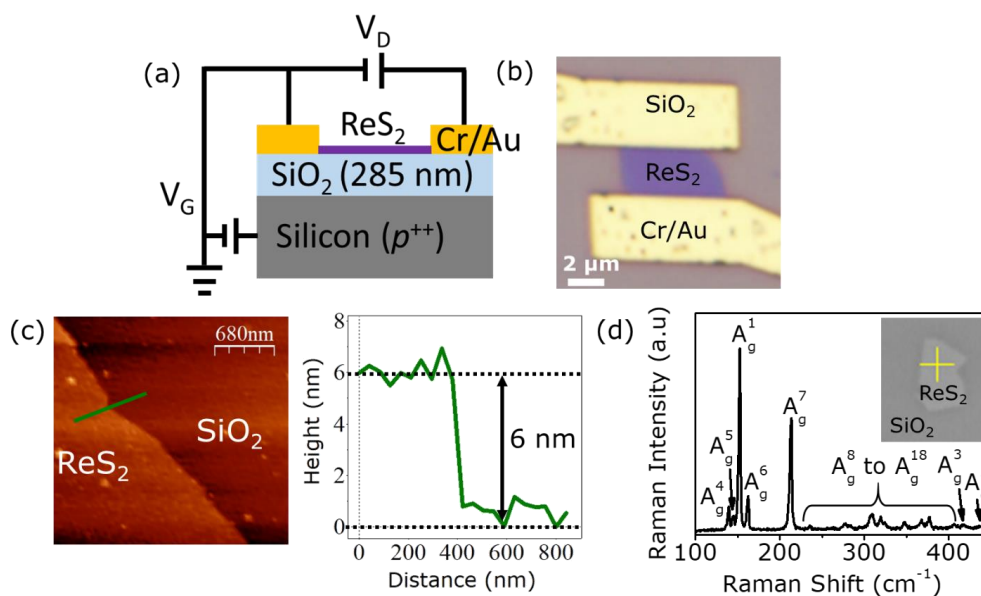 (a)
V_D
ReS₂
Cr/Au
SiO₂ (285 nm)
V_G
Silicon (p⁺⁺)
(b)
SiO₂
ReS₂
Cr/Au
2 µm
(c)
680nm
SiO₂
ReS₂
Height (nm)
8
6
4
2
0
6 nm
0 200 400 600 800
Distance (nm)
(d)
Raman Intensity (a.u)
A_g^1
A_g^5
A_g^4
A_g^6
A_g^7
A_g^8 to A_g^18
A_g^3
A
ReS₂
SiO₂
100 200 300 400
Raman Shift (cm⁻¹)